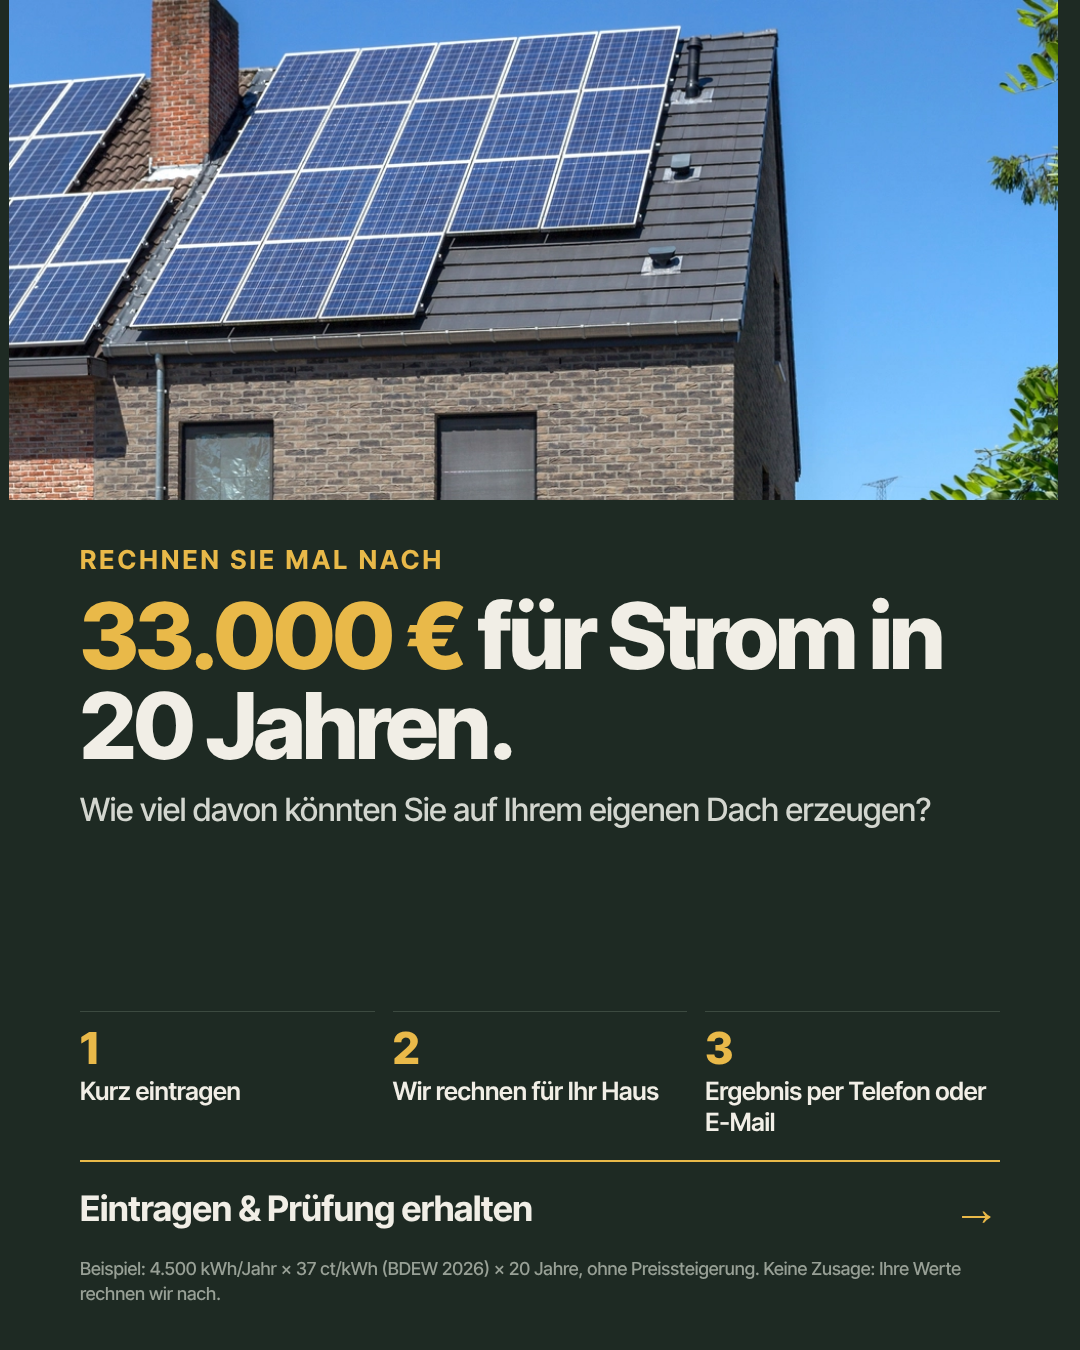 RECHNEN SIE MAL NACH
33.000 € für Strom in
20 Jahren.
Wie viel davon könnten Sie auf Ihrem eigenen Dach erzeugen?
1
Kurz eintragen
2
Wir rechnen für Ihr Haus
3
Ergebnis per Telefon oder
E-Mail
Eintragen & Prüfung erhalten →
Beispiel: 4.500 kWh/Jahr × 37 ct/kWh (BDEW 2026) × 20 Jahre, ohne Preissteigerung. Keine Zusage: Ihre Werte
rechnen wir nach.